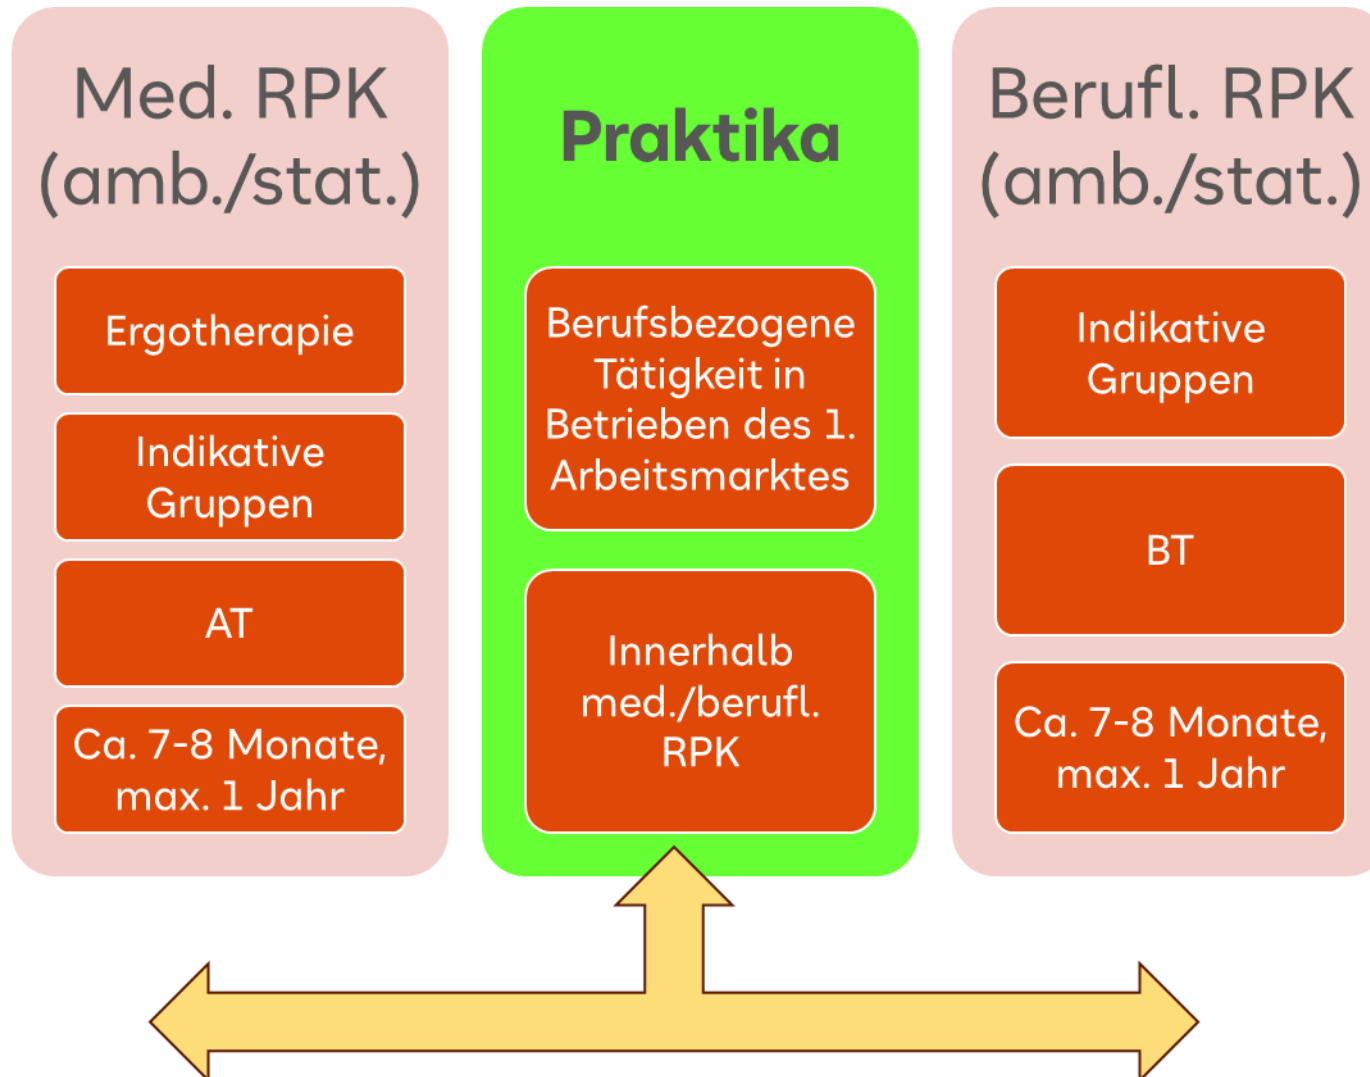 Med. RPK
(amb./stat.)
Ergotherapie
Indikative
Gruppen
AT
Ca. 7-8 Monate,
max. 1 Jahr
Praktika
Berufsbezogene
Tätigkeit in
Betrieben des 1.
Arbeitsmarktes
Innerhalb
med./berufl.
RPK
Berufl. RPK
(amb./stat.)
Indikative
Gruppen
BT
Ca. 7-8 Monate,
max. 1 Jahr